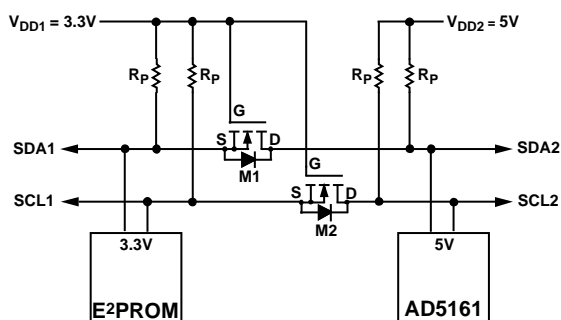 VDD1 = 3.3V
VDD2 = 5V
RP
RP
RP
RP
G
SDA1
S
D
SDA2
M1
G
SCL1
S
D
SCL2
M2
3.3V
5V
E2PROM
AD5161